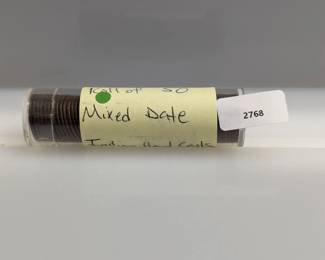 Roll of 50
Mixed Date
2768
Indian Head Cents